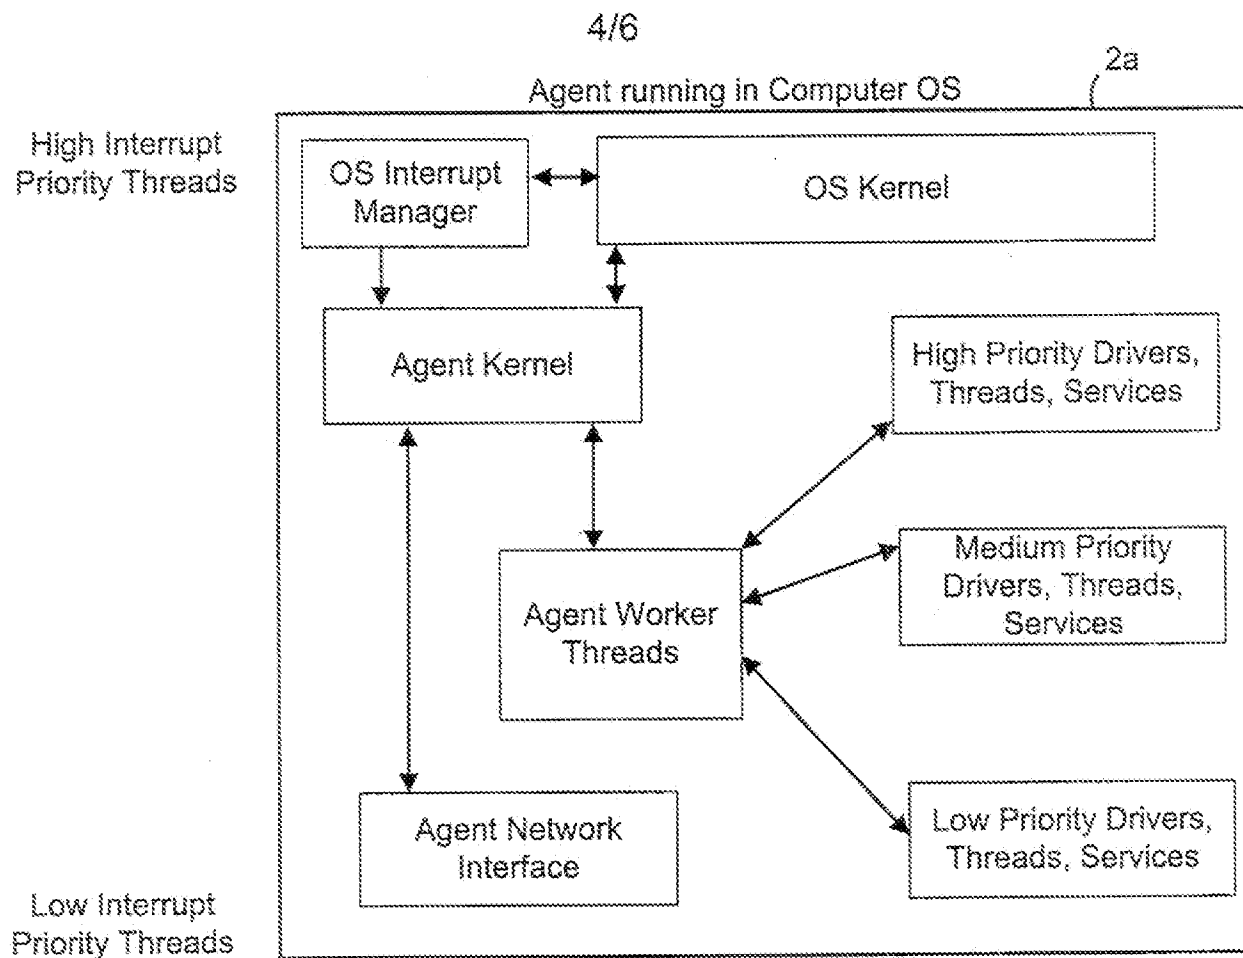 4/6
2a
Agent running in Computer OS
High Interrupt
Priority Threads
OS Interrupt
Manager
OS Kernel
Agent Kernel
High Priority Drivers,
Threads, Services
Medium Priority
Drivers, Threads,
Services
Agent Worker
Threads
Agent Network
Interface
Low Priority Drivers,
Threads, Services
Low Interrupt
Priority Threads